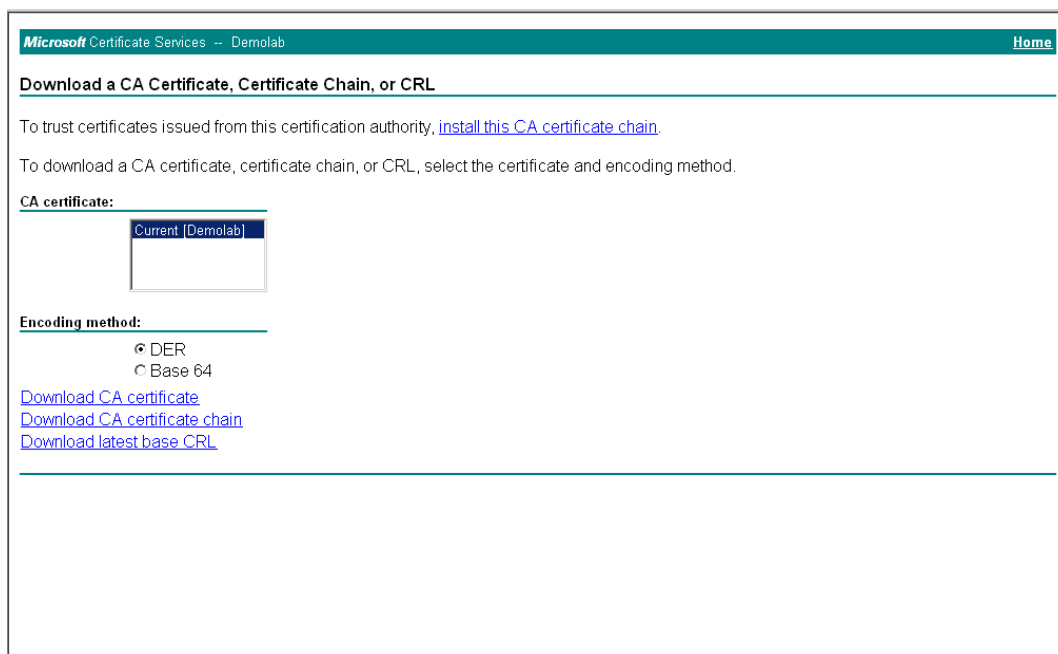 Microsoft Certificate Services -- Demolab Home
Download a CA Certificate, Certificate Chain, or CRL
To trust certificates issued from this certification authority, install this CA certificate chain.
To download a CA certificate, certificate chain, or CRL, select the certificate and encoding method.
CA certificate:
Current [Demolab]
Encoding method:
DER
Base 64
Download CA certificate
Download CA certificate chain
Download latest base CRL